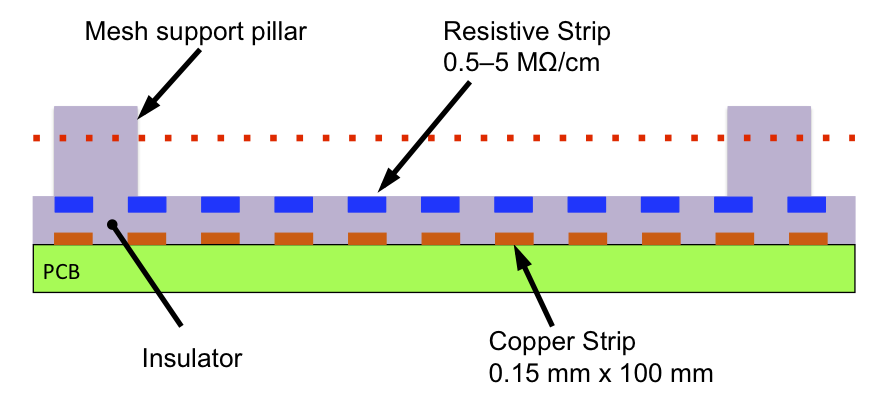 Mesh support pillar
Resistive Strip
0.5–5 MΩ/cm
PCB
Insulator
Copper Strip
0.15 mm x 100 mm